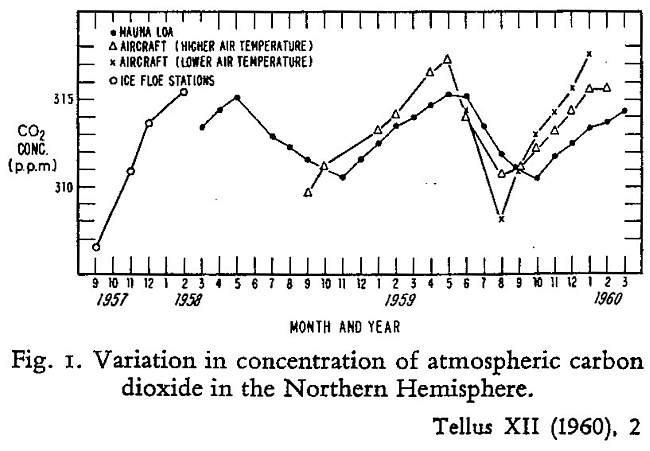 MAUNA LOA
AIRCRAFT (HIGHER AIR TEMPERATURE)
AIRCRAFT (LOWER AIR TEMPERATURE)
ICE FLOE STATIONS
315
CO2
CONC.
(p.p.m.)
310
9 10 11 12 1 2 3 4 5 6 7 8 9 10 11 12 1 2 3 4 5 6 7 8 9 10 11 12 1 2 3
1957 1958 1959 1960
MONTH AND YEAR
Fig. 1. Variation in concentration of atmospheric carbon
dioxide in the Northern Hemisphere.
Tellus XII (1960), 2